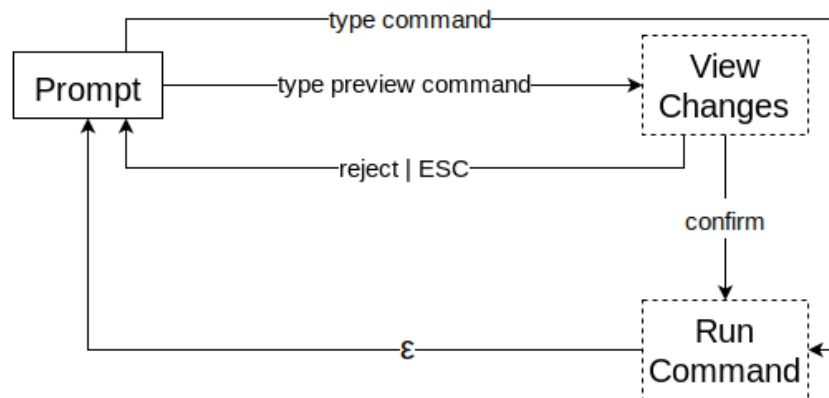 type command
Prompt
type preview command
View
Changes
reject | ESC
confirm
ε
Run
Command